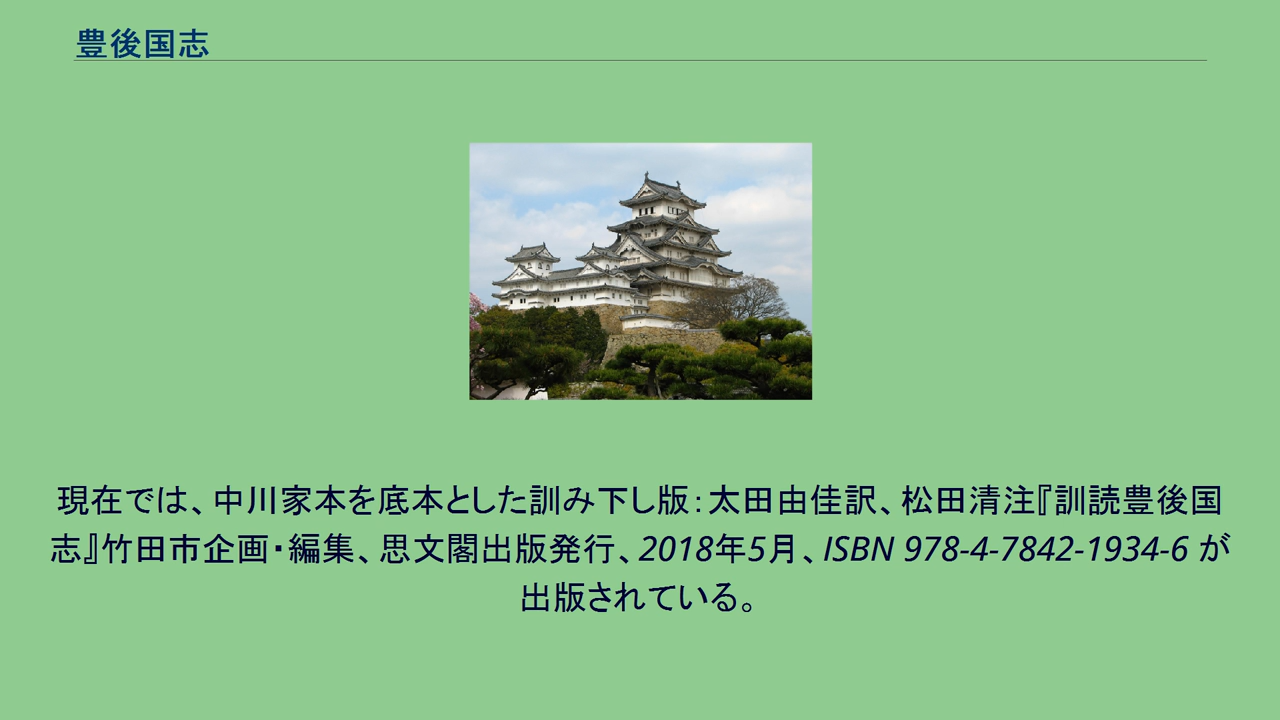 豊後国志
現在では、中川家本を底本とした訓み下し版：太田由佳訳、松田清注『訓読豊後国
志』竹田市企画・編集、思文閣出版発行、2018年5月、ISBN 978-4-7842-1934-6 が
出版されている。